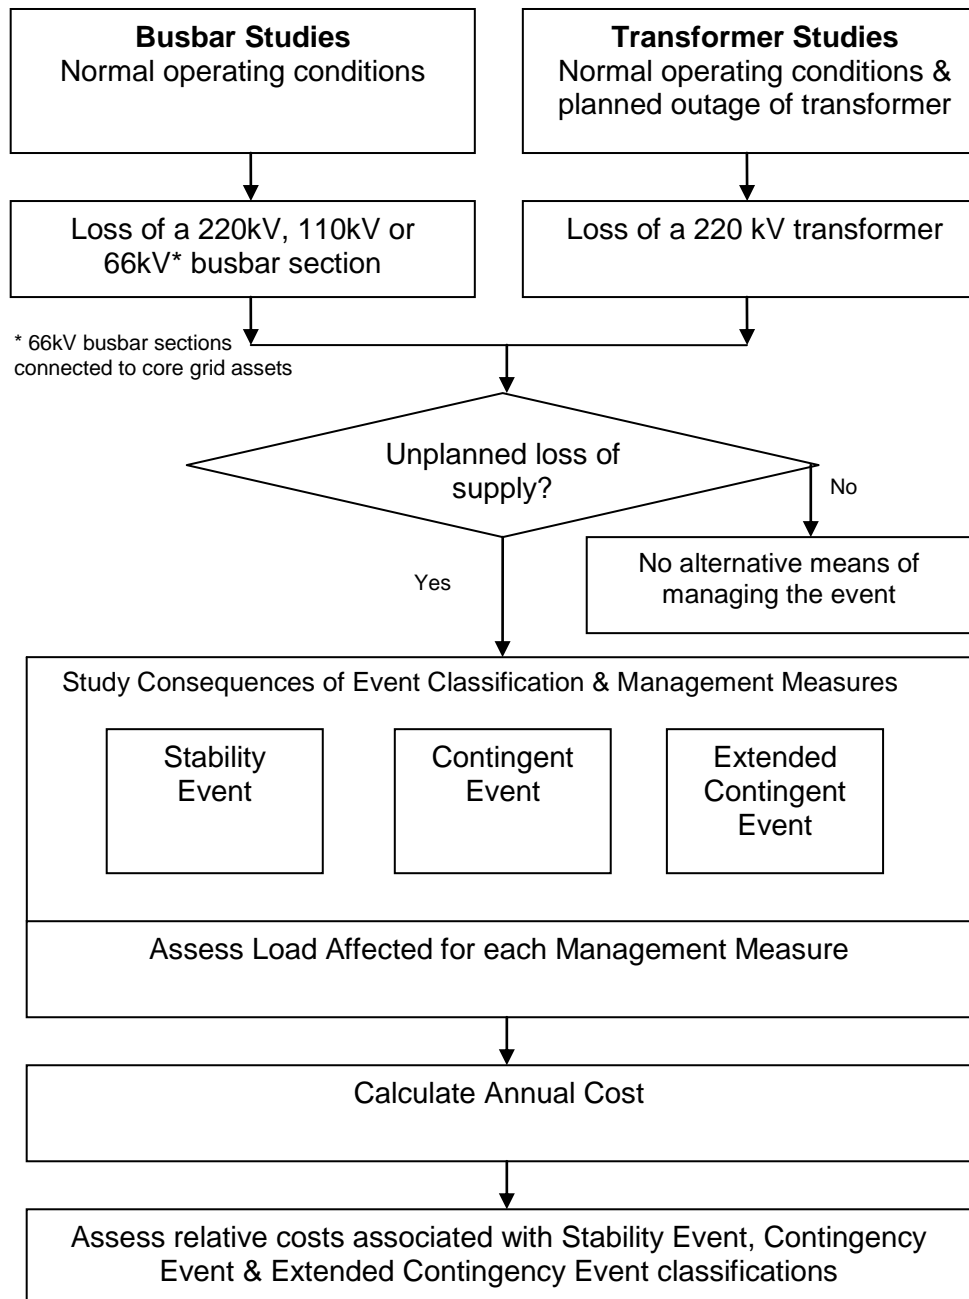 Busbar Studies
Normal operating conditions
Transformer Studies
Normal operating conditions &
planned outage of transformer
Loss of a 220kV, 110kV or
66kV* busbar section
Loss of a 220 kV transformer
* 66kV busbar sections
connected to core grid assets
Unplanned loss of
supply?
No
Yes
No alternative means of
managing the event
Study Consequences of Event Classification & Management Measures
Stability
Event
Contingent
Event
Extended
Contingent
Event
Assess Load Affected for each Management Measure
Calculate Annual Cost
Assess relative costs associated with Stability Event, Contingency
Event & Extended Contingency Event classifications